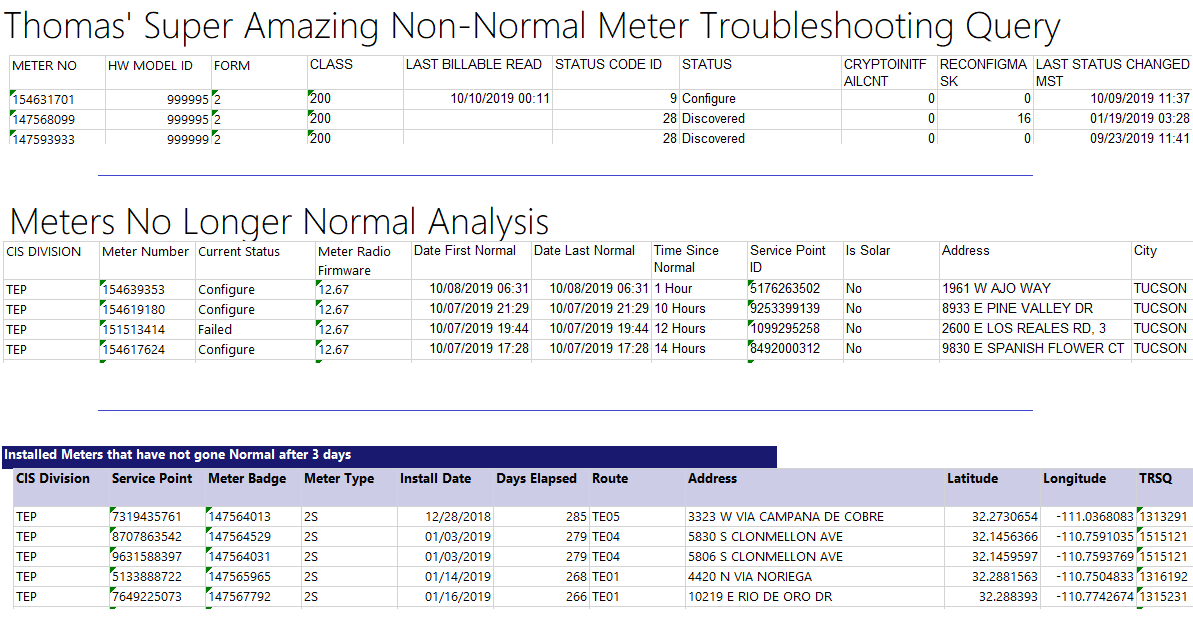 Thomas' Super Amazing Non-Normal Meter Troubleshooting Query
METER NO HW MODEL ID FORM CLASS LAST BILLABLE READ STATUS CODE ID STATUS CRYPTOINITF RECONFIGMA LAST STATUS CHANGED
AILCNT SK MST
154631701 999995 2 200 10/10/2019 00:11 9 Configure 0 0 10/09/2019 11:37
147568099 999995 2 200 28 Discovered 0 16 01/19/2019 03:28
147593933 999999 2 200 28 Discovered 0 0 09/23/2019 11:41
Meters No Longer Normal Analysis
CIS DIVISION Meter Number Current Status Meter Radio Date First Normal Date Last Normal Time Since Service Point Is Solar Address City
Firmware Normal ID
TEP 154639353 Configure 12.67 10/08/2019 06:31 10/08/2019 06:31 1 Hour 5176263502 No 1961 W AJO WAY TUCSON
TEP 154619180 Configure 12.67 10/07/2019 21:29 10/07/2019 21:29 10 Hours 9253399139 No 8933 E PINE VALLEY DR TUCSON
TEP 151513414 Failed 12.67 10/07/2019 19:44 10/07/2019 19:44 12 Hours 1099295258 No 2600 E LOS REALES RD, 3 TUCSON
TEP 154617624 Configure 12.67 10/07/2019 17:28 10/07/2019 17:28 14 Hours 8492000312 No 9830 E SPANISH FLOWER CT TUCSON
Installed Meters that have not gone Normal after 3 days
CIS Division Service Point Meter Badge Meter Type Install Date Days Elapsed Route Address Latitude Longitude TRSQ
TEP 7319435761 147564013 2S 12/28/2018 285 TE05 3323 W VIA CAMPANA DE COBRE 32.2730654 -111.0368083 1313291
TEP 8707863542 147564529 2S 01/03/2019 279 TE04 5830 S CLONMELLON AVE 32.1456366 -110.7591035 1515121
TEP 9631588397 147564031 2S 01/03/2019 279 TE04 5806 S CLONMELLON AVE 32.1459597 -110.7593769 1515121
TEP 5133888722 147565965 2S 01/14/2019 268 TE01 4420 N VIA NORIEGA 32.2881563 -110.7504833 1316192
TEP 7649225073 147567792 2S 01/16/2019 266 TE01 10219 E RIO DE ORO DR 32.288393 -110.7742674 1315231